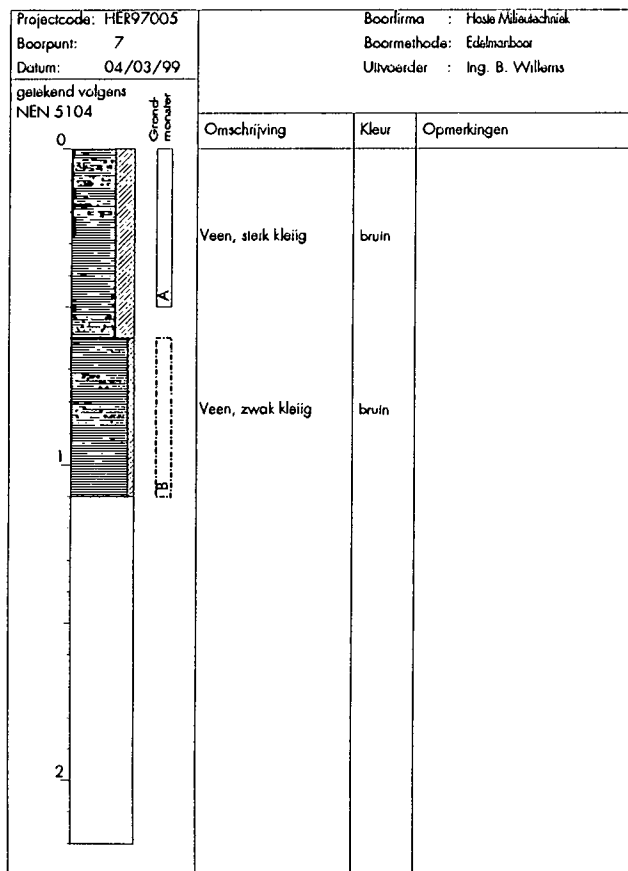 Projectcode: HER97005
Boorpunt: 7
Datum: 04/03/99
Boorfirma : Hoste Milieutechniek
Boormethode: Edelmanboor
Uitvoerder : Ing. B. Willems
getekend volgens
NEN 5104
Grond-
monster
Omschrijving Kleur Opmerkingen
0
A
Veen, sterk kleiig bruin
B
Veen, zwak kleiig bruin
1
2